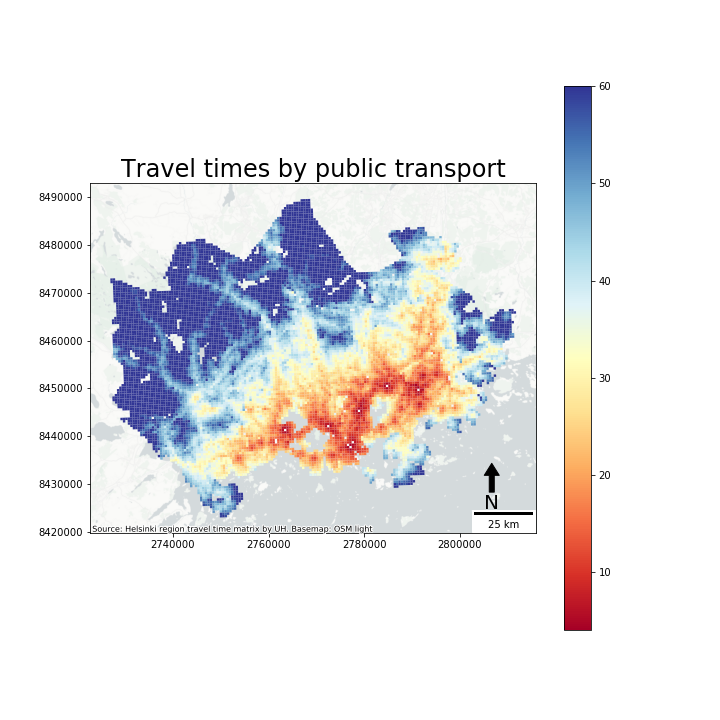 Travel times by public transport
8490000
8480000
8470000
8460000
8450000
8440000
8430000
8420000
2740000 2760000 2780000 2800000
Source: Helsinki region travel time matrix by UH. Basemap: OSM light
N
25 km
60
50
40
30
20
10